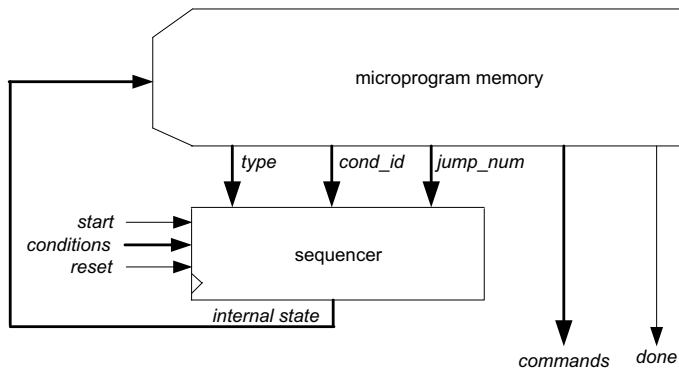 microprogram memory
type
cond_id
jump_num
start
conditions
reset
sequencer
internal state
commands
done